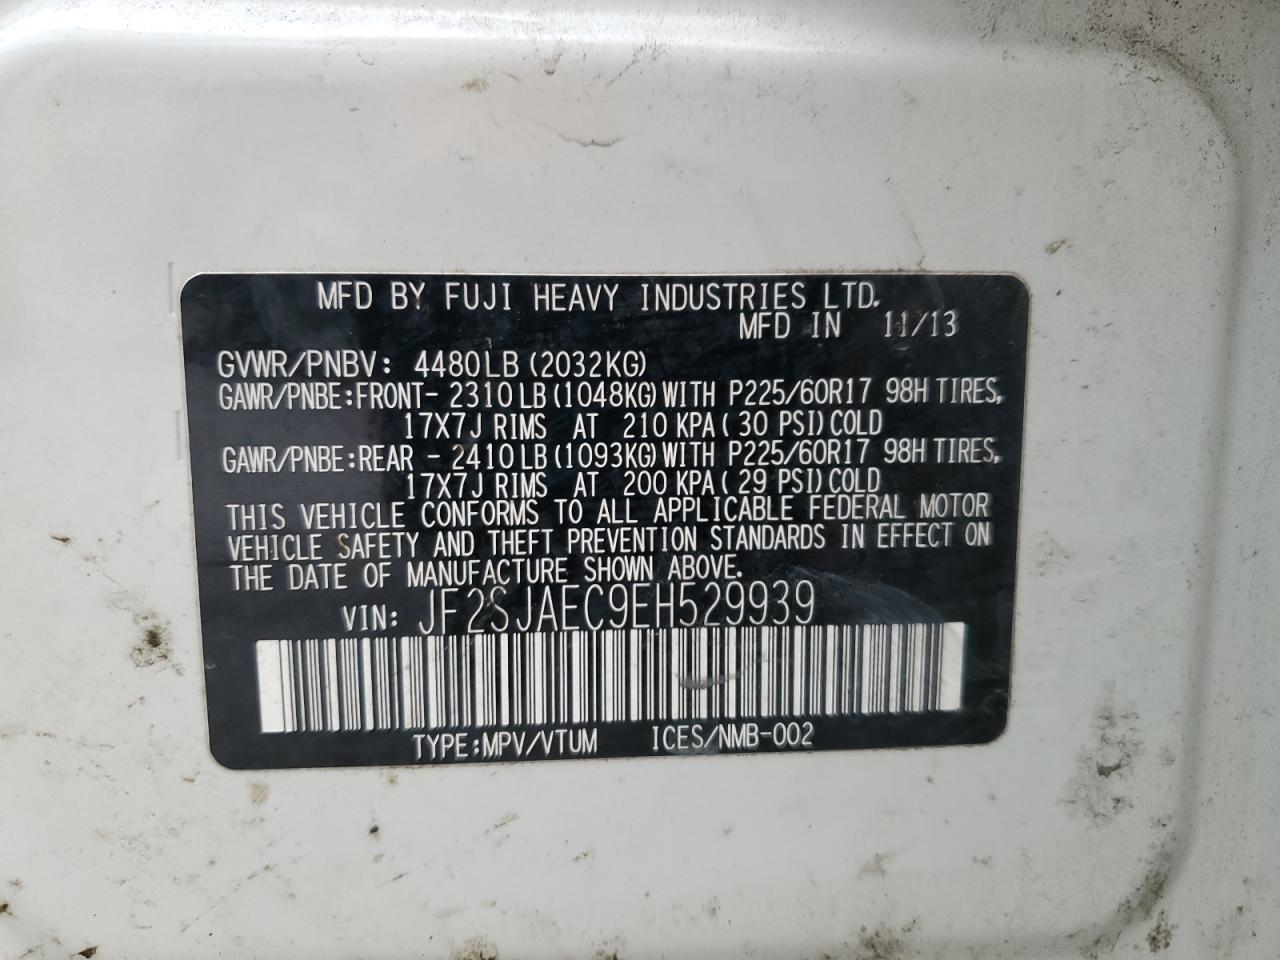 MFD BY FUJI HEAVY INDUSTRIES LTD.
MFD IN 11/13
GVWR/PNBV: 4480LB (2032KG)
GAWR/PNBE:FRONT- 2310LB (1048KG) WITH P225/60R17 98H TIRES,
17X7J RIMS AT 210 KPA ( 30 PSI) COLD
GAWR/PNBE:REAR - 2410LB (1093KG) WITH P225/60R17 98H TIRES,
17X7J RIMS AT 200 KPA ( 29 PSI) COLD
THIS VEHICLE CONFORMS TO ALL APPLICABLE FEDERAL MOTOR
VEHICLE SAFETY AND THEFT PREVENTION STANDARDS IN EFFECT ON
THE DATE OF MANUFACTURE SHOWN ABOVE.
VIN: JF2SJAEC9EH529939
TYPE:MPV/VTUM ICES/NMB-002